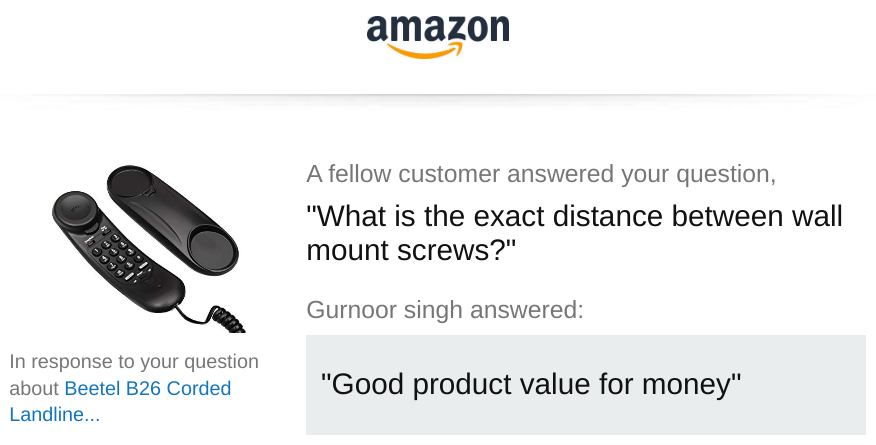 amazon
A fellow customer answered your question,
"What is the exact distance between wall
mount screws?"
Gurnoor singh answered:
"Good product value for money"
In response to your question
about Beetel B26 Corded
Landline...